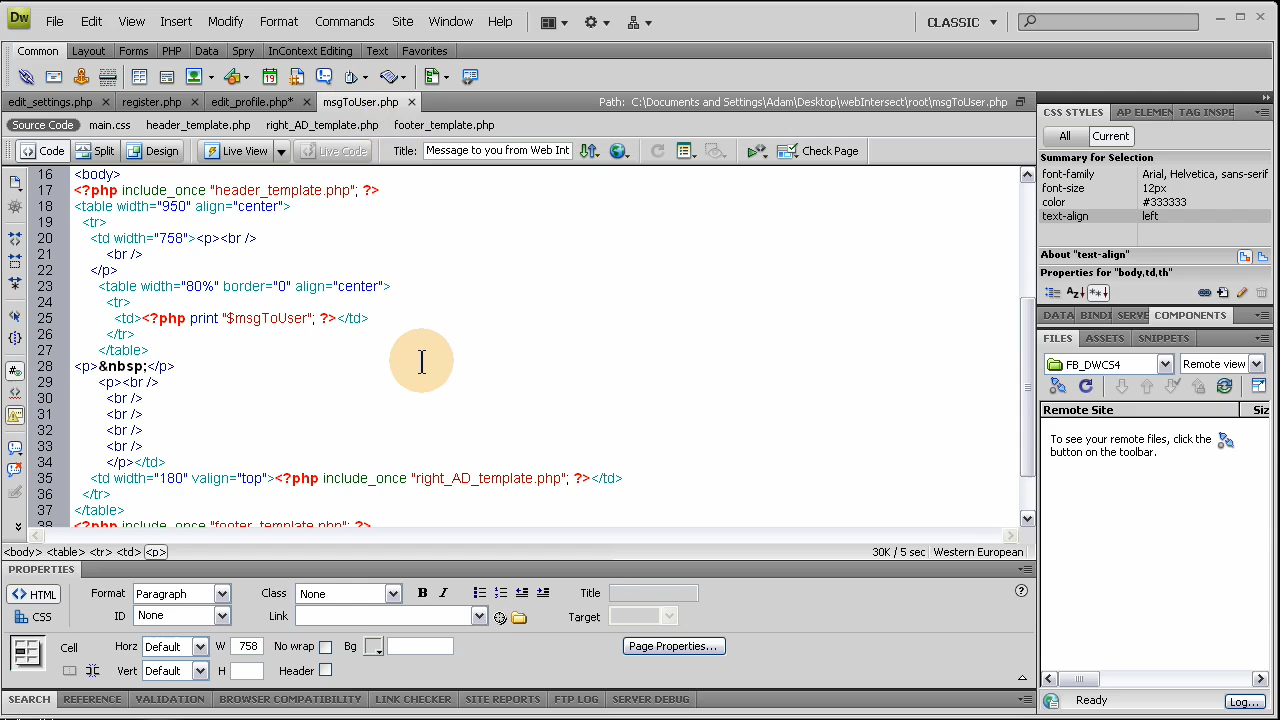 Dw File Edit View Insert Modify Format Commands Site Window Help CLASSIC
Common Layout Forms PHP Data Spry InContext Editing Text Favorites
edit_settings.php register.php edit_profile.php* msgToUser.php Path: C:\Documents and Settings\Adam\Desktop\webIntersect\root\msgToUser.php
Source Code main.css header_template.php right_AD_template.php footer_template.php
Code Split Design Live View Live Code Title: Message to you from Web Int Check Page
16 <body>
17 <?php include_once "header_template.php"; ?>
18 <table width="950" align="center">
19 <tr>
20 <td width="758"><p><br />
21 <br />
22 </p>
23 <table width="80%" border="0" align="center">
24 <tr>
25 <td><?php print "$msgToUser"; ?></td>
26 </tr>
27 </table>
28 <p>&nbsp;</p>
29 <p><br />
30 <br />
31 <br />
32 <br />
33 <br />
34 </p></td>
35 <td width="180" valign="top"><?php include_once "right_AD_template.php"; ?></td>
36 </tr>
37 </table>
38 <?php include_once "footer_template.php"; ?>
<body> <table> <tr> <td> <p> 30K / 5 sec Western European
PROPERTIES
HTML Format Paragraph Class None B I Title
CSS ID None Link Target
Cell Horz Default W 758 No wrap Bg Page Properties...
Vert Default H Header
SEARCH REFERENCE VALIDATION BROWSER COMPATIBILITY LINK CHECKER SITE REPORTS FTP LOG SERVER DEBUG
CSS STYLES AP ELEMEN TAG INSPE
All Current
Summary for Selection
font-family Arial, Helvetica, sans-serif
font-size 12px
color #333333
text-align left
About "text-align"
Properties for "body,td,th"
DATA BINDI SERVE COMPONENTS
FILES ASSETS SNIPPETS
FB_DWCS4 Remote view
Remote Site Siz
To see your remote files, click the
button on the toolbar.
Ready Log...